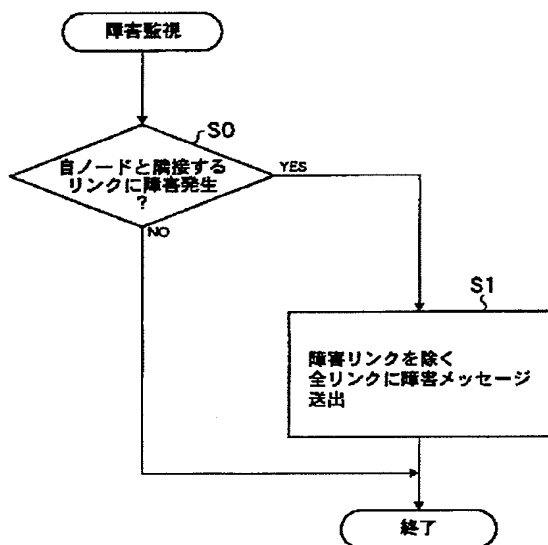 障害監視
S0
自ノードと隣接する
リンクに障害発生
?
YES
NO
S1
障害リンクを除く
全リンクに障害メッセージ
送出
終了